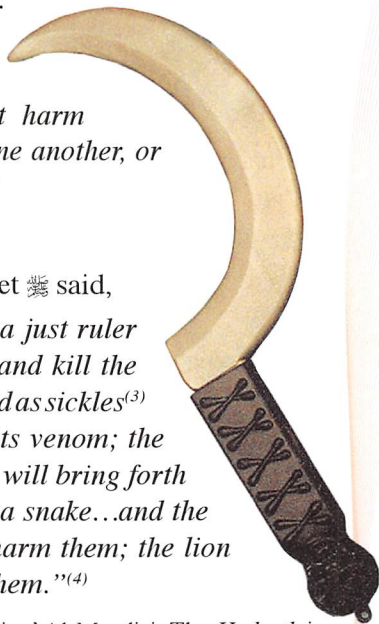 t harm
ne another, or
et ﷺ said,
a just ruler
and kill the
d as sickles(3)
ts venom; the
will bring forth
a snake…and the
harm them; the lion
hem.”(4)